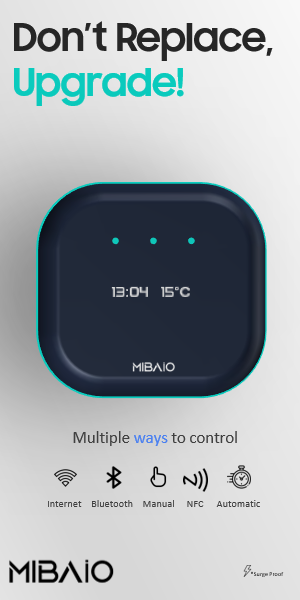 Don't Replace,
Upgrade!
13:04 15°C
MIBAIO
Multiple ways to control
Internet Bluetooth Manual NFC Automatic
MIBAIO
*Surge Proof